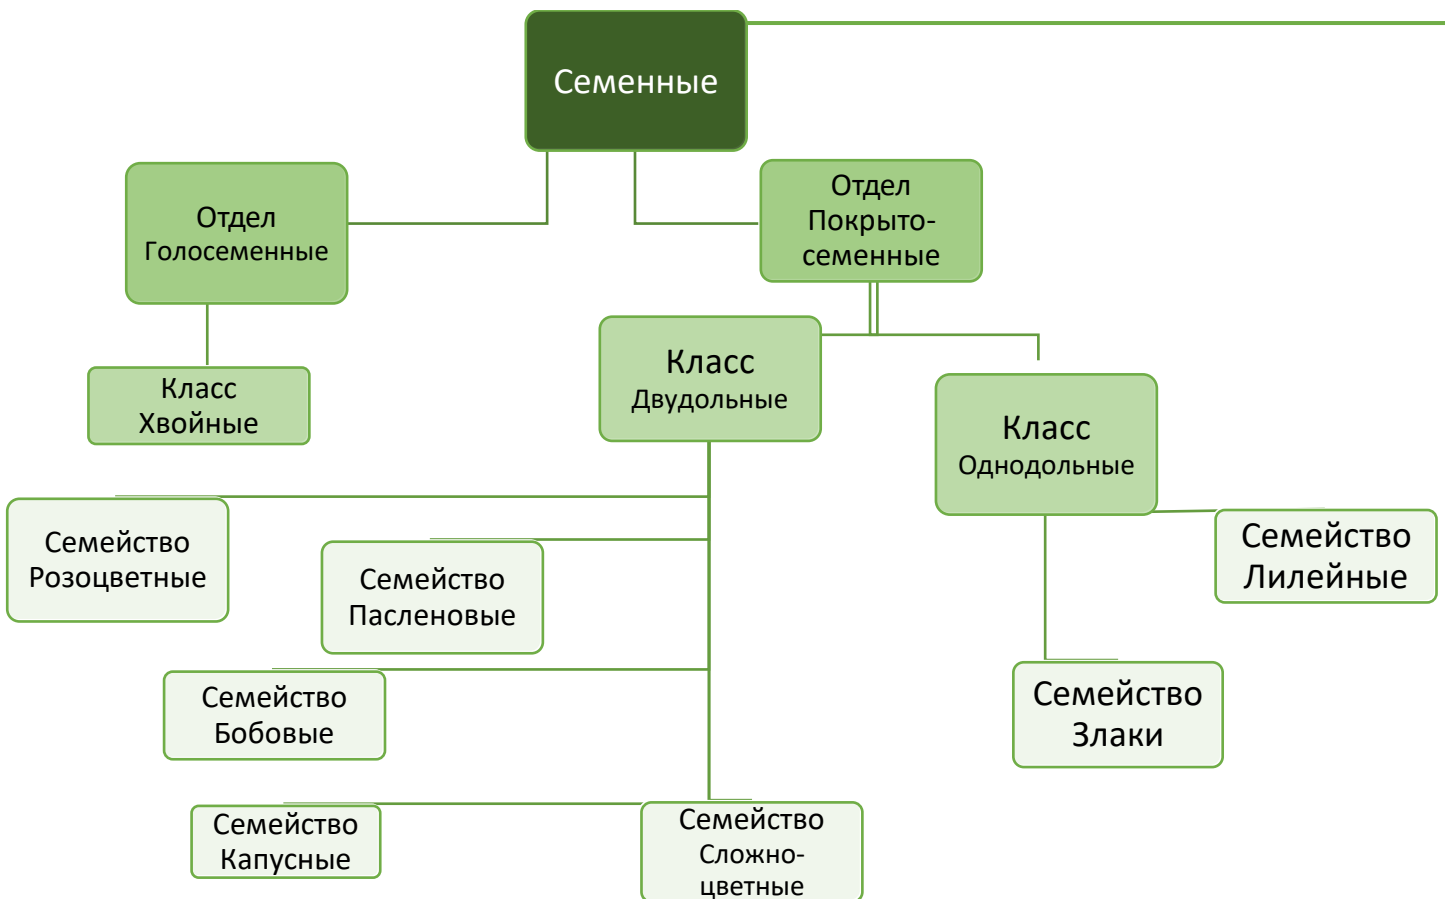 Семенные
Отдел
Голосеменные
Отдел
Покрыто-
семенные
Класс
Хвойные
Класс
Двудольные
Класс
Однодольные
Семейство
Розоцветные
Семейство
Пасленовые
Семейство
Лилейные
Семейство
Бобовые
Семейство
Злаки
Семейство
Капусные
Семейство
Сложно-
цветные